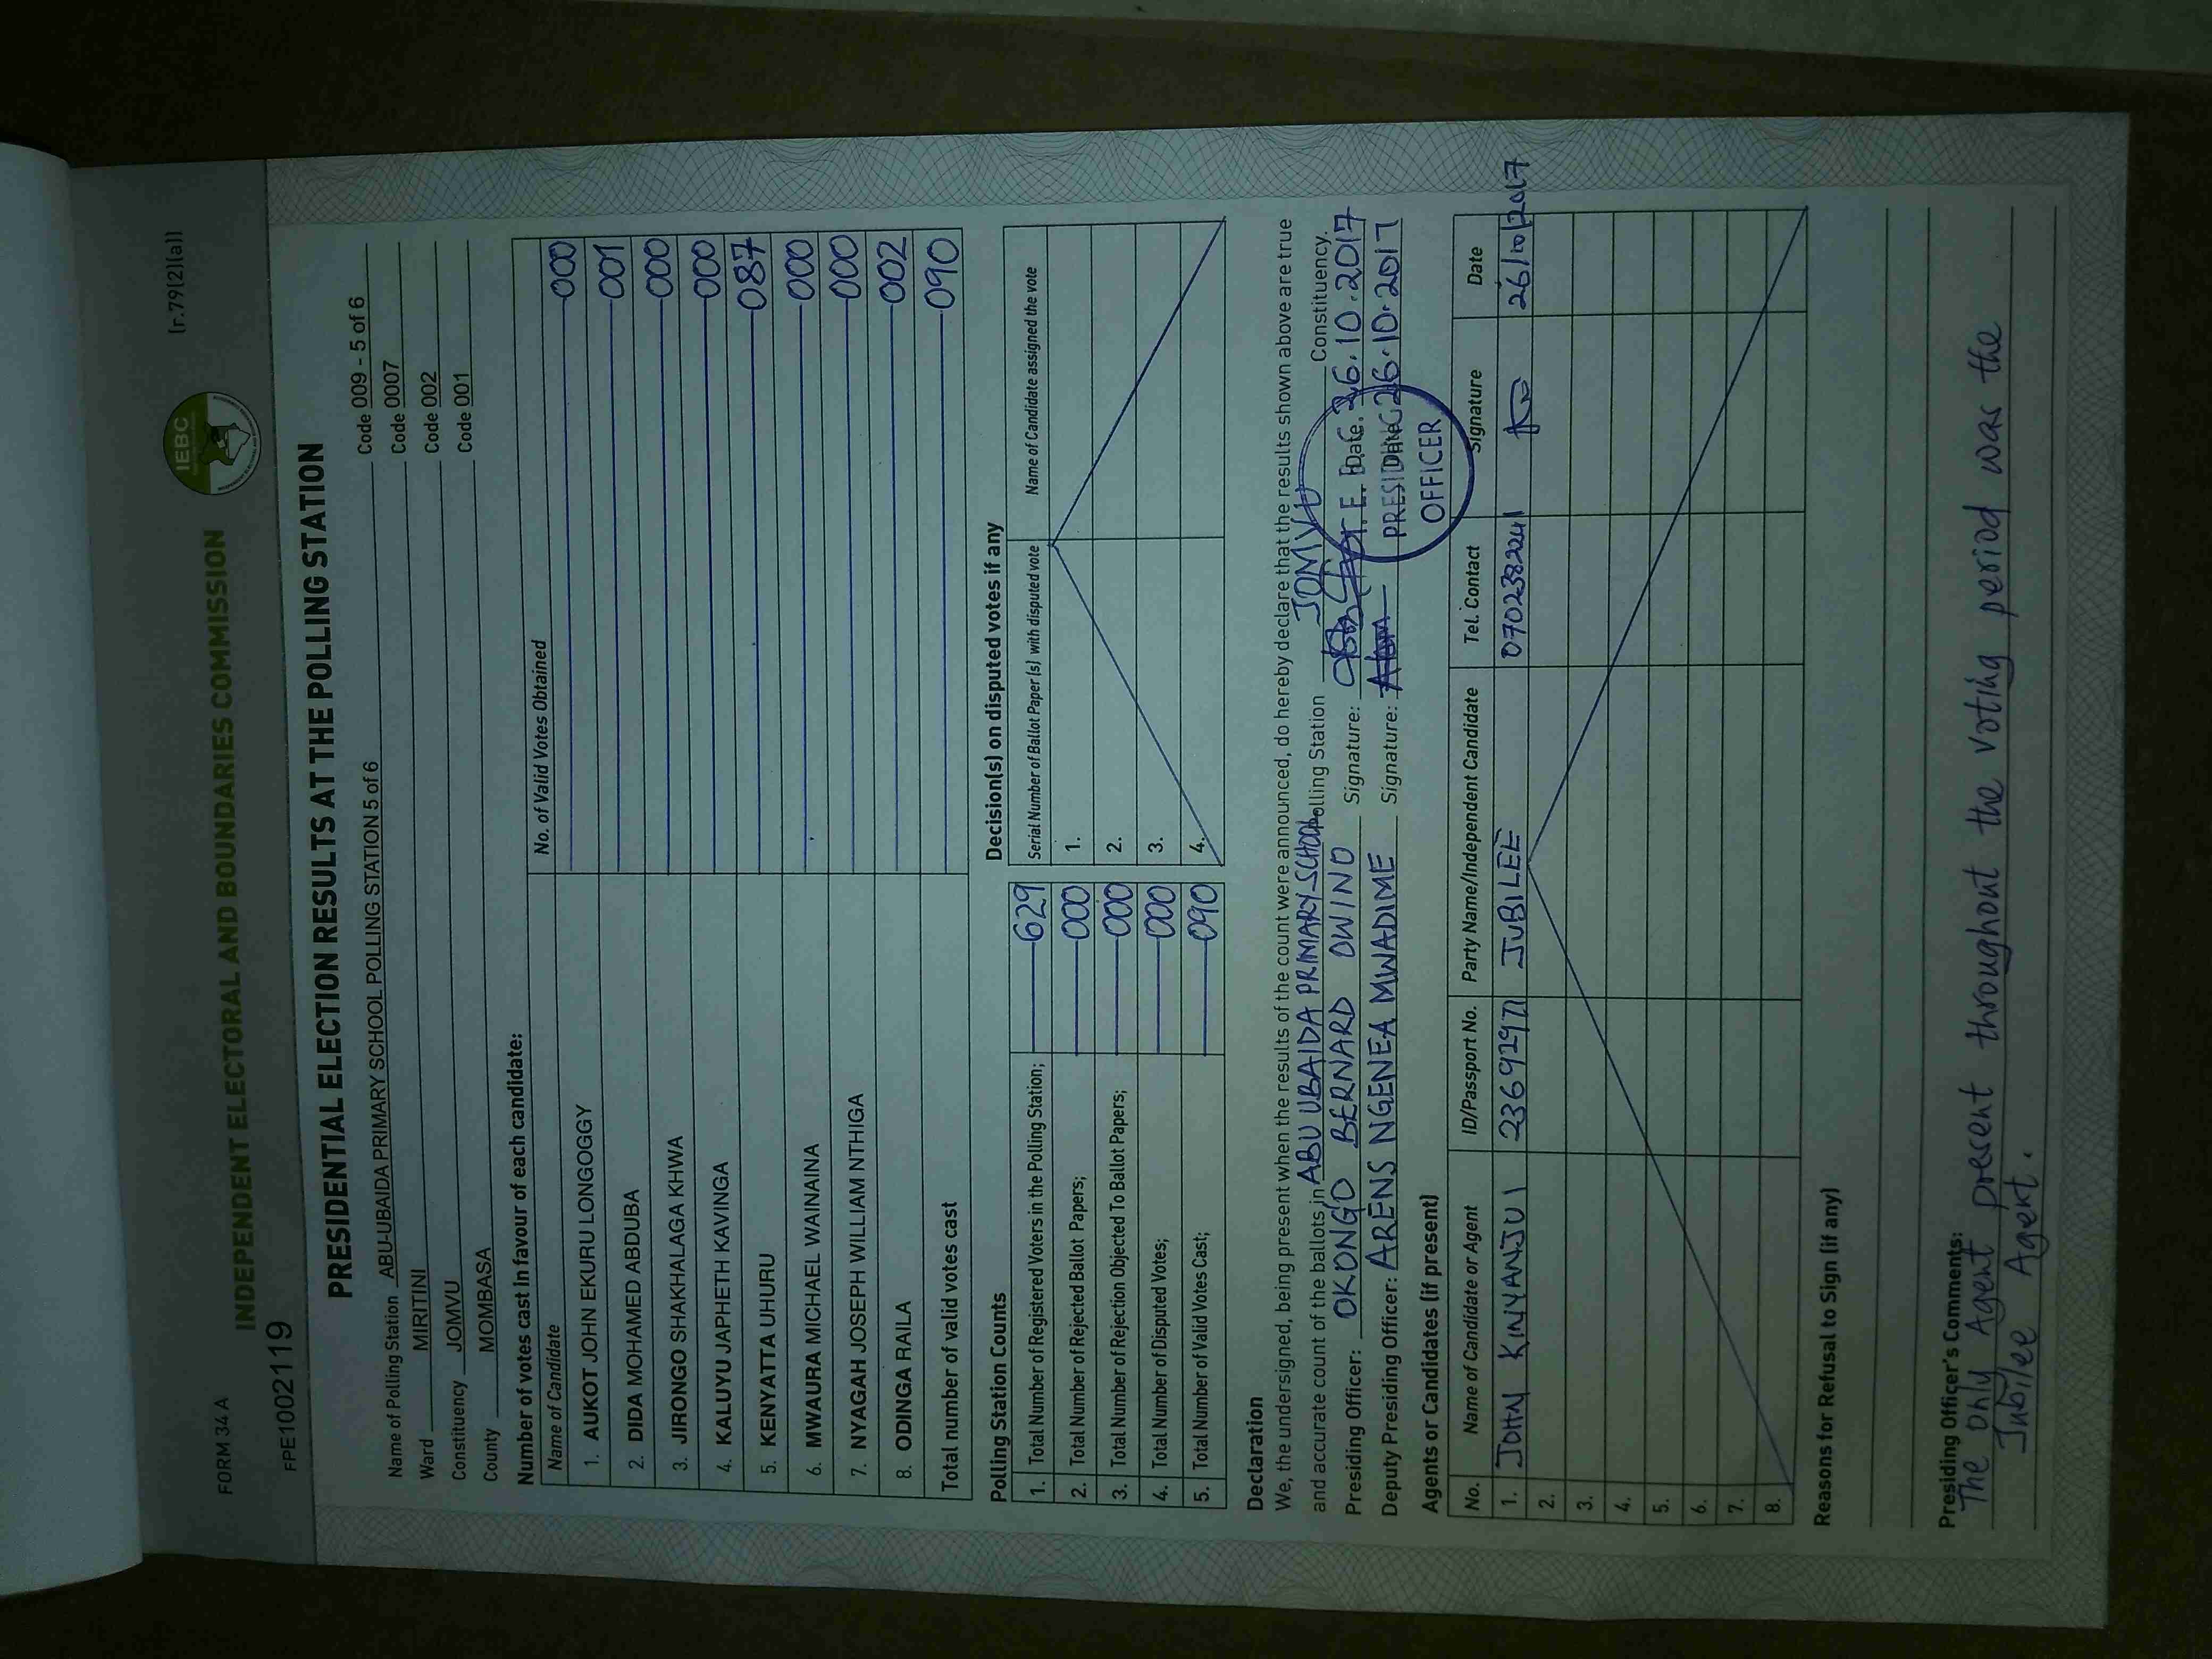 FORM 34 A
(r.79(2)(a))
IEBC
INDEPENDENT ELECTORAL AND BOUNDARIES COMMISSION
FPE1002119
PRESIDENTIAL ELECTION RESULTS AT THE POLLING STATION
Name of Polling Station ABU-UBAIDA PRIMARY SCHOOL POLLING STATION 5 of 6 Code 009 - 5 of 6
Ward MIRITINI Code 0007
Constituency JOMVU Code 002
County MOMBASA Code 001
Number of votes cast in favour of each candidate:
Name of Candidate No. of Valid Votes Obtained
1. AUKOT JOHN EKURU LONGOGGY 000
2. DIDA MOHAMED ABDUBA 001
3. JIRONGO SHAKHALAGA KHWA 000
4. KALUYU JAPHETH KAVINGA 000
5. KENYATTA UHURU 087
6. MWAURA MICHAEL WAINAINA 000
7. NYAGAH JOSEPH WILLIAM NTHIGA 000
8. ODINGA RAILA 002
Total number of valid votes cast 090
Polling Station Counts
1. Total Number of Registered Voters in the Polling Station; 629
2. Total Number of Rejected Ballot Papers; 000
3. Total Number of Rejection Objected To Ballot Papers; 000
4. Total Number of Disputed Votes; 000
5. Total Number of Valid Votes Cast; 090
Decision(s) on disputed votes if any
Serial Number of Ballot Paper (s) with disputed vote Name of Candidate assigned the vote
1.
2.
3.
4.
Declaration
We, the undersigned, being present when the results of the count were announced, do hereby declare that the results shown above are true
and accurate count of the ballots in ABU UBAIDA PRIMARY SCHOOL Polling Station JOMVU Constituency.
Presiding Officer: OKONG'O BERNARD OWINO Signature: Date: 26.10.2017
Deputy Presiding Officer: ARENS NGENEA MWADIME Signature: Date 26.10.2017
PRESIDING
OFFICER
Agents or Candidates (if present)
No. Name of Candidate or Agent ID/Passport No. Party Name/Independent Candidate Tel. Contact Signature Date
1. JOHN KINYANJUI 23692971 JUBILEE 0702382241 26/10/2017
2.
3.
4.
5.
6.
7.
8.
Reasons for Refusal to Sign (if any)
Presiding Officer's Comments:
The Only Agent present throughout the voting period was the
Jubilee Agent.